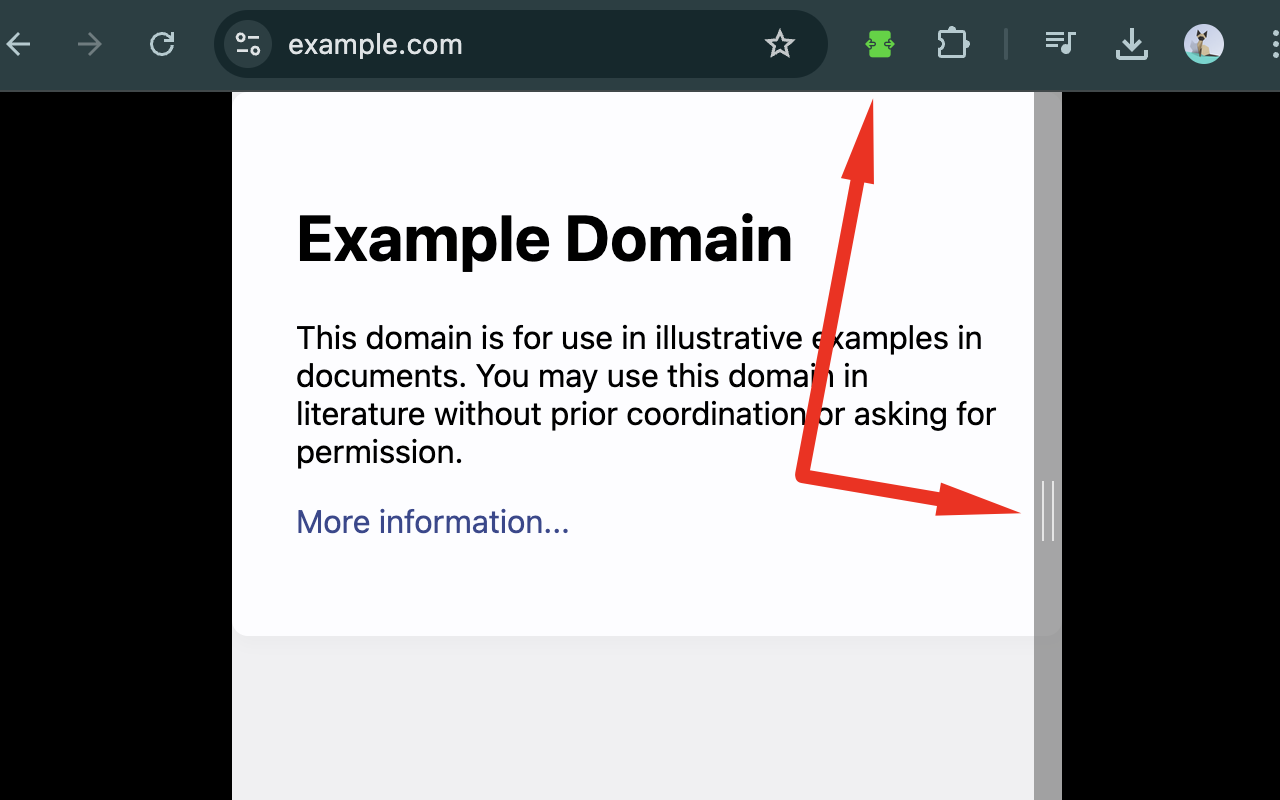 example.com
Example Domain
This domain is for use in illustrative examples in
documents. You may use this domain in
literature without prior coordination or asking for
permission.
More information...